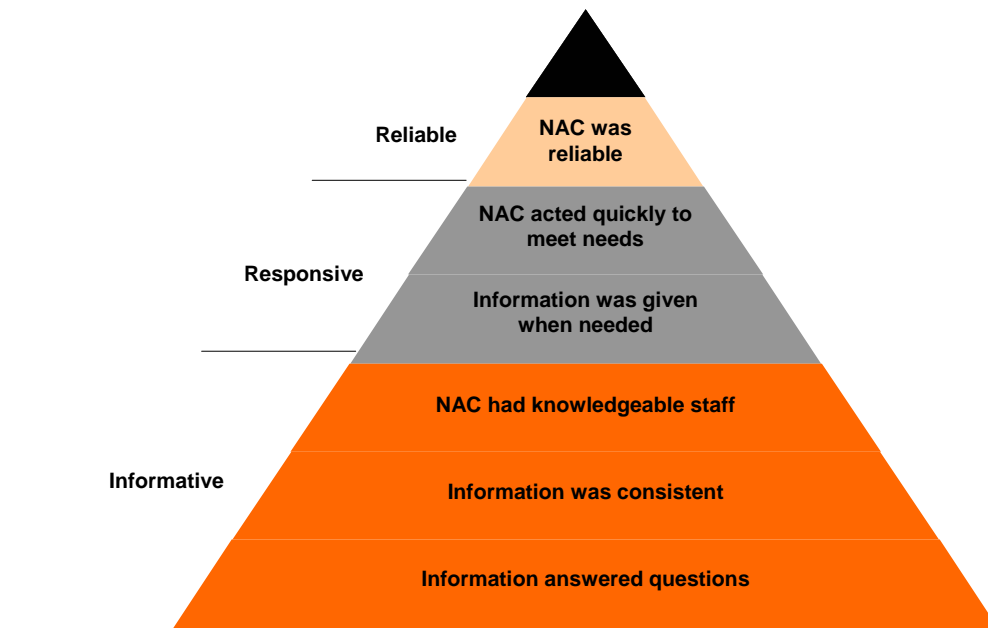 Reliable
NAC was
reliable
NAC acted quickly to
meet needs
Responsive
Information was given
when needed
NAC had knowledgeable staff
Informative
Information was consistent
Information answered questions